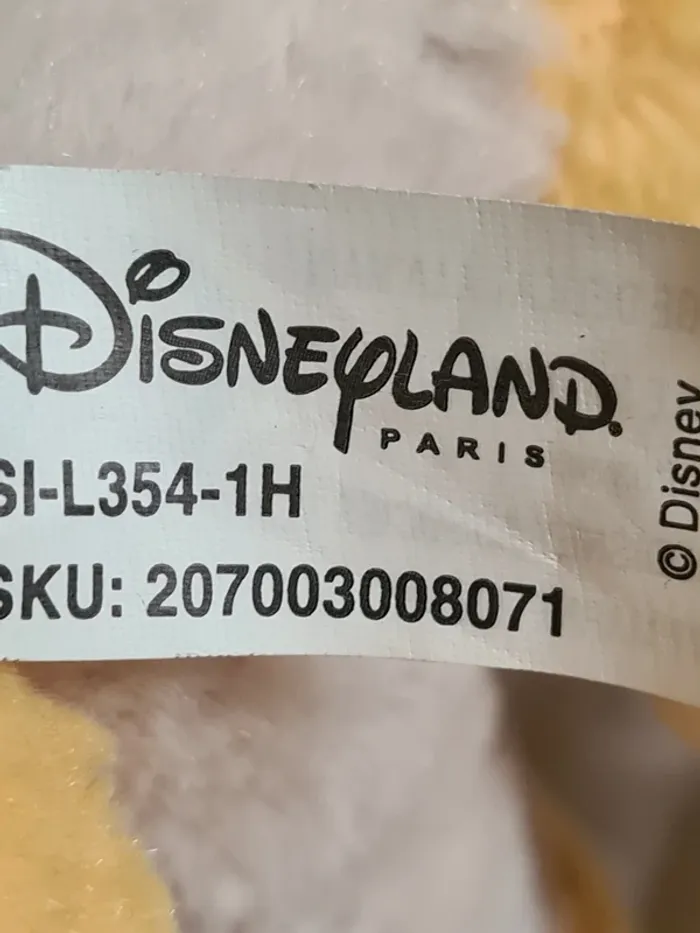 Disneyland
PARIS
SI-L354-1H
SKU: 207003008071
© Disney